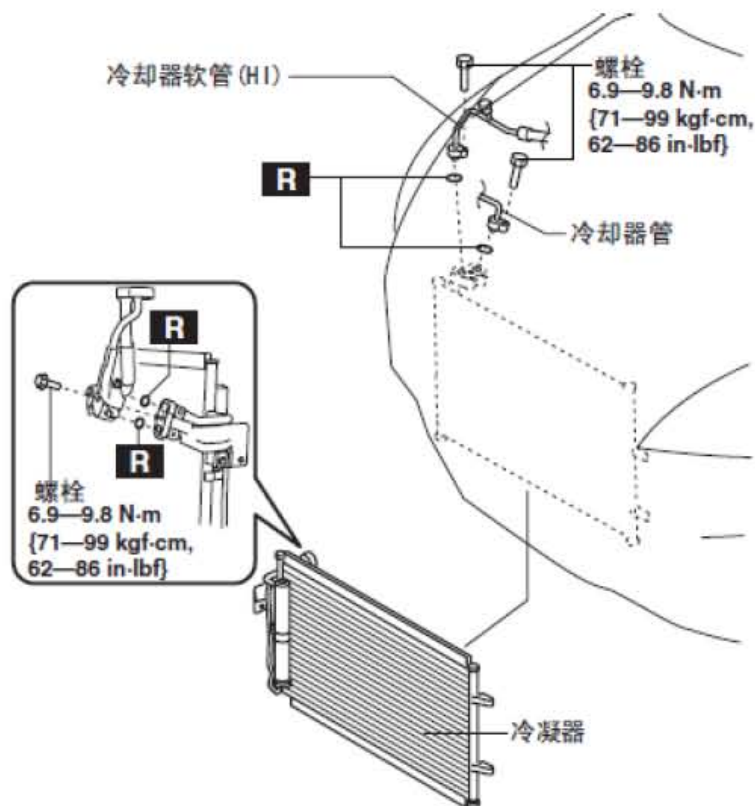 冷却器软管(HI)
螺栓
6.9—9.8 N·m
{71—99 kgf·cm,
62—86 in·lbf}
R
冷却器管
R
R
螺栓
6.9—9.8 N·m
{71—99 kgf·cm,
62—86 in·lbf}
冷凝器